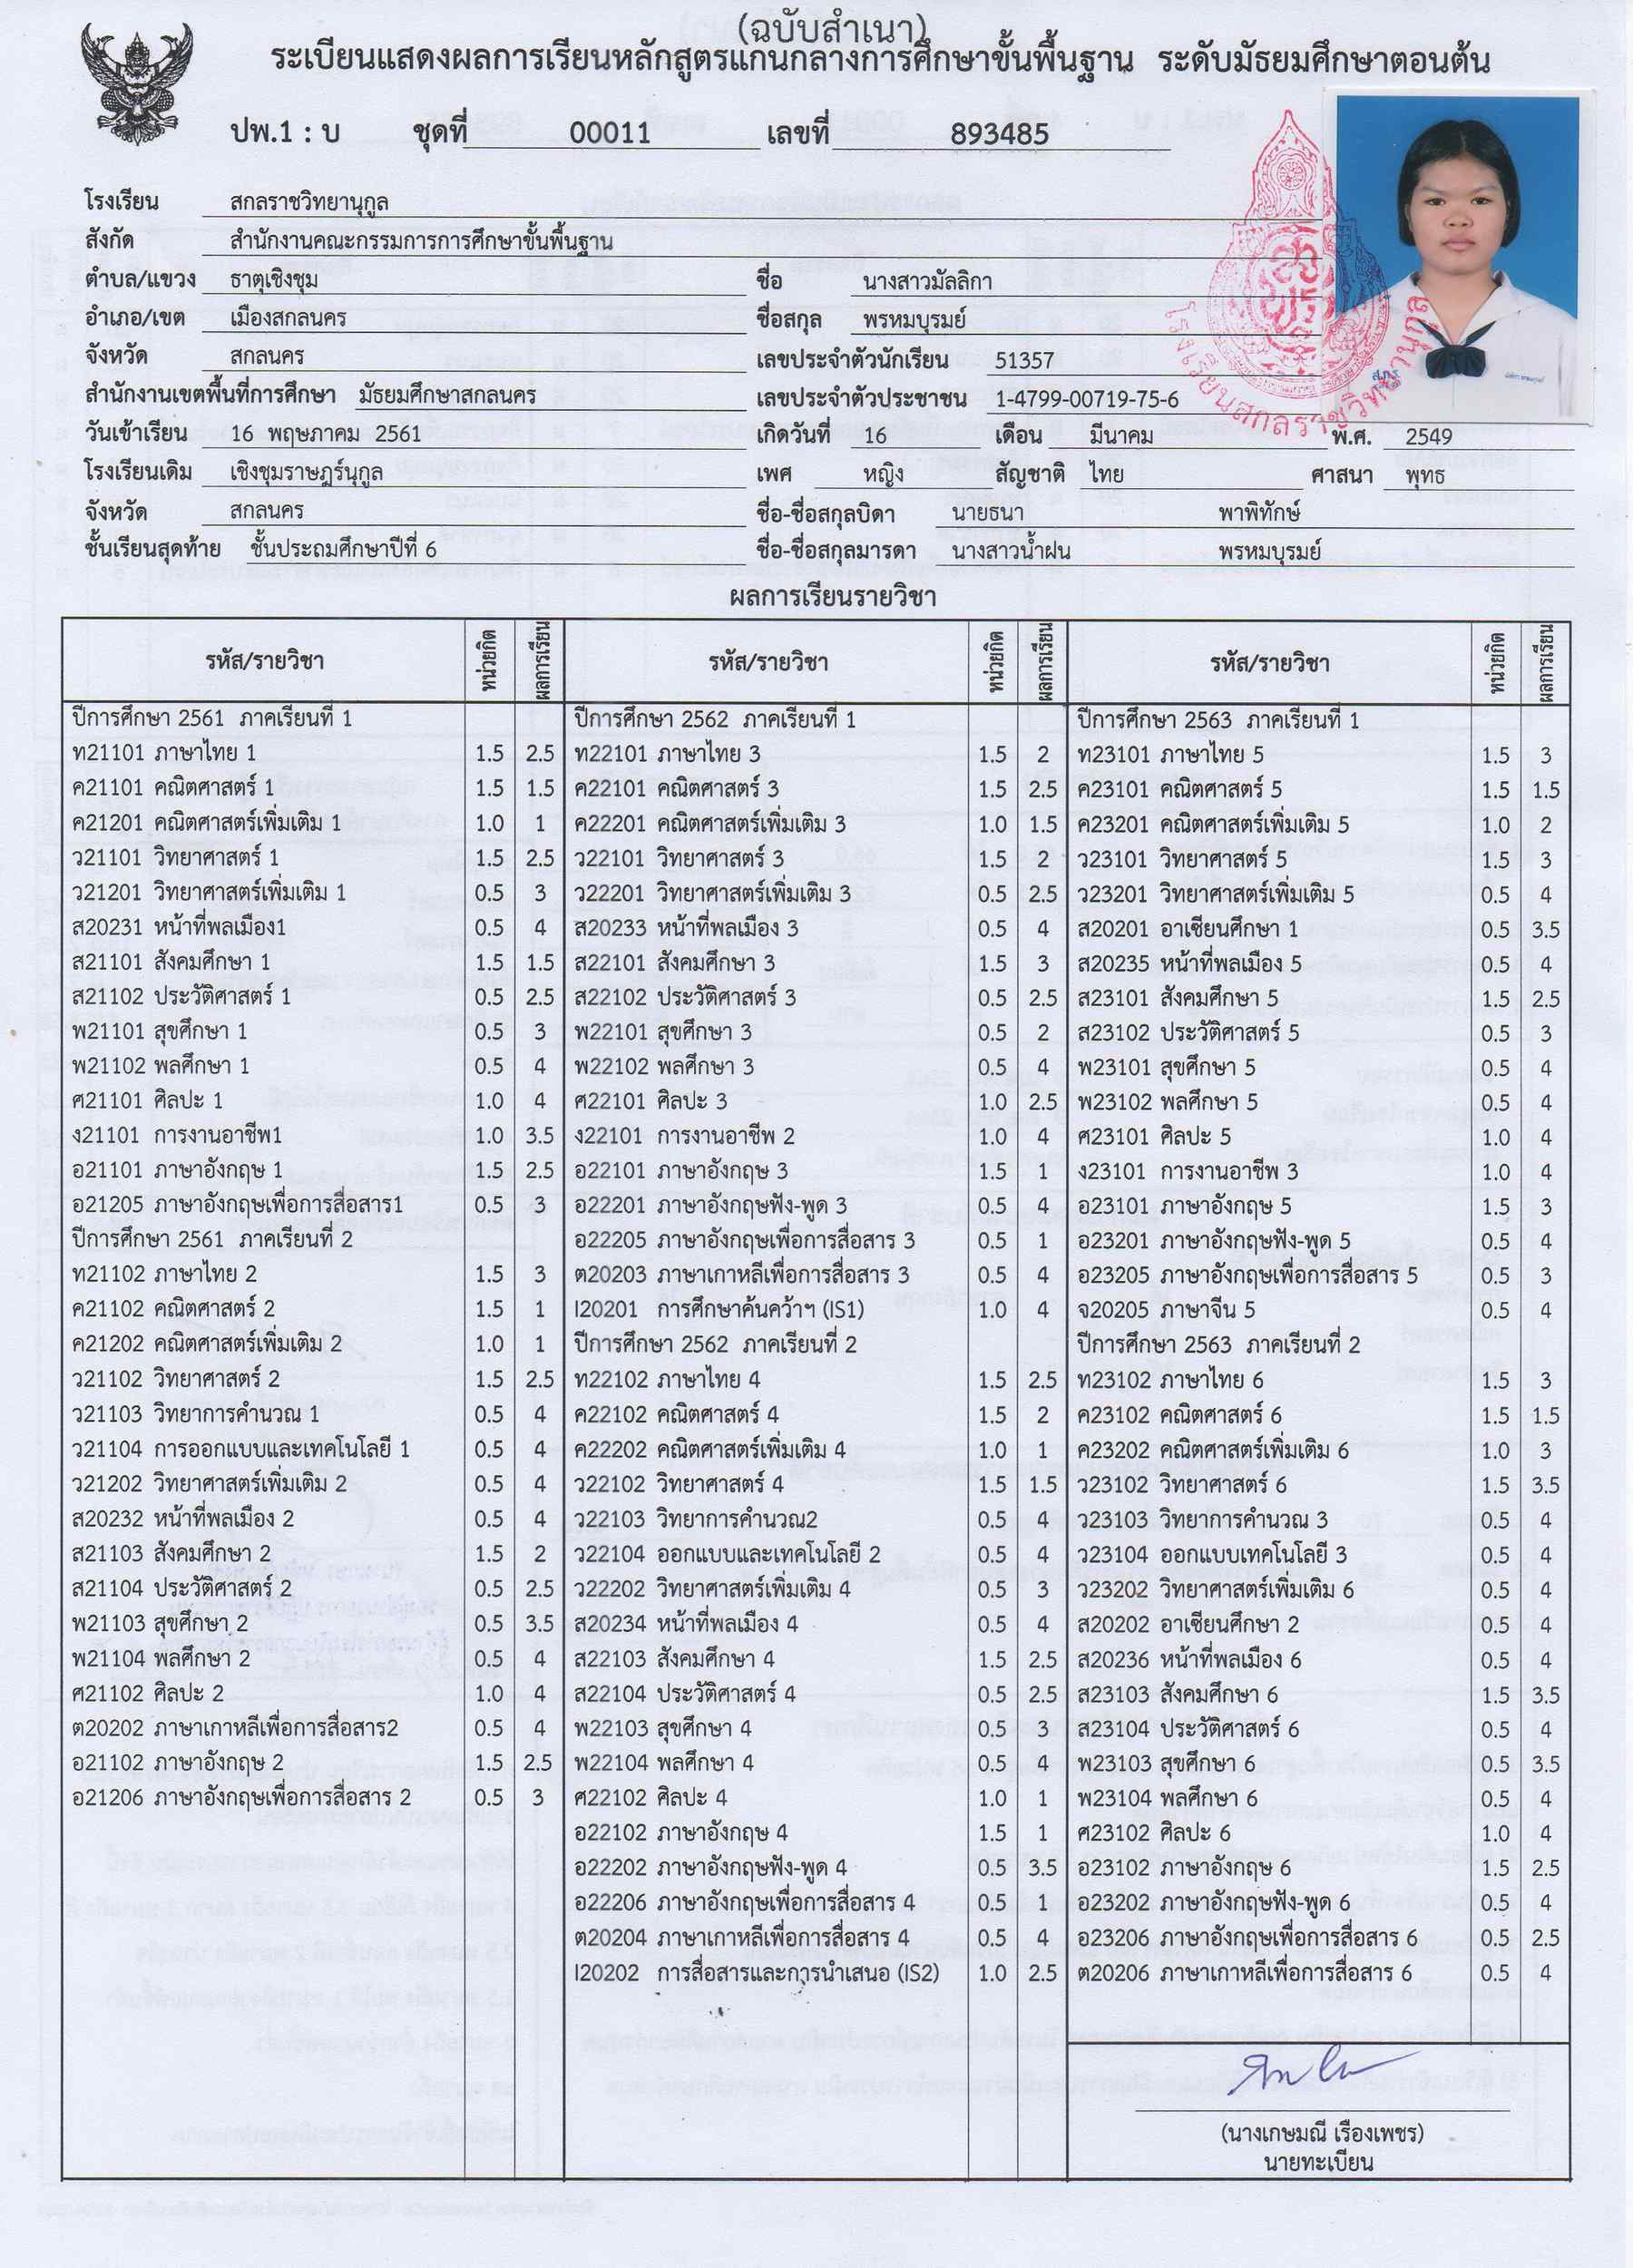 (ฉบับสำเนา)
ระเบียนแสดงผลการเรียนหลักสูตรแกนกลางการศึกษาขั้นพื้นฐาน ระดับมัธยมศึกษาตอนต้น
ปพ.1 : บ ชุดที่ 00011 เลขที่ 893485
โรงเรียน สกลราชวิทยานุกูล
สังกัด สำนักงานคณะกรรมการการศึกษาขั้นพื้นฐาน
ตำบล/แขวง ธาตุเชิงชุม ชื่อ นางสาวมัลลิกา
อำเภอ/เขต เมืองสกลนคร ชื่อสกุล พรหมบุรมย์
จังหวัด สกลนคร เลขประจำตัวนักเรียน 51357
สำนักงานเขตพื้นที่การศึกษา มัธยมศึกษาสกลนคร เลขประจำตัวประชาชน 1-4799-00719-75-6
วันเข้าเรียน 16 พฤษภาคม 2561 เกิดวันที่ 16 เดือน มีนาคม พ.ศ. 2549
โรงเรียนเดิม เชิงชุมราษฎร์นุกูล เพศ หญิง สัญชาติ ไทย ศาสนา พุทธ
จังหวัด สกลนคร ชื่อ-ชื่อสกุลบิดา นายธนา พาพิทักษ์
ชั้นเรียนสุดท้าย ชั้นประถมศึกษาปีที่ 6 ชื่อ-ชื่อสกุลมารดา นางสาวน้ำฝน พรหมบุรมย์
โรงเรียนสกลราชวิทยานุกูล
ส.ก.ร.
ผลการเรียนรายวิชา
รหัส/รายวิชา หน่วยกิต ผลการเรียน รหัส/รายวิชา หน่วยกิต ผลการเรียน รหัส/รายวิชา หน่วยกิต ผลการเรียน
ปีการศึกษา 2561 ภาคเรียนที่ 1
ท21101 ภาษาไทย 1 1.5 2.5
ค21101 คณิตศาสตร์ 1 1.5 1.5
ค21201 คณิตศาสตร์เพิ่มเติม 1 1.0 1
ว21101 วิทยาศาสตร์ 1 1.5 2.5
ว21201 วิทยาศาสตร์เพิ่มเติม 1 0.5 3
ส20231 หน้าที่พลเมือง1 0.5 4
ส21101 สังคมศึกษา 1 1.5 1.5
ส21102 ประวัติศาสตร์ 1 0.5 2.5
พ21101 สุขศึกษา 1 0.5 3
พ21102 พลศึกษา 1 0.5 4
ศ21101 ศิลปะ 1 1.0 4
ง21101 การงานอาชีพ1 1.0 3.5
อ21101 ภาษาอังกฤษ 1 1.5 2.5
อ21205 ภาษาอังกฤษเพื่อการสื่อสาร1 0.5 3
ปีการศึกษา 2561 ภาคเรียนที่ 2
ท21102 ภาษาไทย 2 1.5 3
ค21102 คณิตศาสตร์ 2 1.5 1
ค21202 คณิตศาสตร์เพิ่มเติม 2 1.0 1
ว21102 วิทยาศาสตร์ 2 1.5 2.5
ว21103 วิทยาการคำนวณ 1 0.5 4
ว21104 การออกแบบและเทคโนโลยี 1 0.5 4
ว21202 วิทยาศาสตร์เพิ่มเติม 2 0.5 4
ส20232 หน้าที่พลเมือง 2 0.5 4
ส21103 สังคมศึกษา 2 1.5 2
ส21104 ประวัติศาสตร์ 2 0.5 2.5
พ21103 สุขศึกษา 2 0.5 3.5
พ21104 พลศึกษา 2 0.5 4
ศ21102 ศิลปะ 2 1.0 4
ต20202 ภาษาเกาหลีเพื่อการสื่อสาร2 0.5 4
อ21102 ภาษาอังกฤษ 2 1.5 2.5
อ21206 ภาษาอังกฤษเพื่อการสื่อสาร 2 0.5 3
ปีการศึกษา 2562 ภาคเรียนที่ 1
ท22101 ภาษาไทย 3 1.5 2
ค22101 คณิตศาสตร์ 3 1.5 2.5
ค22201 คณิตศาสตร์เพิ่มเติม 3 1.0 1.5
ว22101 วิทยาศาสตร์ 3 1.5 2
ว22201 วิทยาศาสตร์เพิ่มเติม 3 0.5 2.5
ส20233 หน้าที่พลเมือง 3 0.5 4
ส22101 สังคมศึกษา 3 1.5 3
ส22102 ประวัติศาสตร์ 3 0.5 2.5
พ22101 สุขศึกษา 3 0.5 2
พ22102 พลศึกษา 3 0.5 4
ศ22101 ศิลปะ 3 1.0 2.5
ง22101 การงานอาชีพ 2 1.0 4
อ22101 ภาษาอังกฤษ 3 1.5 1
อ22201 ภาษาอังกฤษฟัง-พูด 3 0.5 4
อ22205 ภาษาอังกฤษเพื่อการสื่อสาร 3 0.5 1
ต20203 ภาษาเกาหลีเพื่อการสื่อสาร 3 0.5 4
I20201 การศึกษาค้นคว้าฯ (IS1) 1.0 4
ปีการศึกษา 2562 ภาคเรียนที่ 2
ท22102 ภาษาไทย 4 1.5 2.5
ค22102 คณิตศาสตร์ 4 1.5 2
ค22202 คณิตศาสตร์เพิ่มเติม 4 1.0 1
ว22102 วิทยาศาสตร์ 4 1.5 1.5
ว22103 วิทยาการคำนวณ2 0.5 4
ว22104 ออกแบบและเทคโนโลยี 2 0.5 4
ว22202 วิทยาศาสตร์เพิ่มเติม 4 0.5 3
ส20234 หน้าที่พลเมือง 4 0.5 4
ส22103 สังคมศึกษา 4 1.5 2.5
ส22104 ประวัติศาสตร์ 4 0.5 2.5
พ22103 สุขศึกษา 4 0.5 3
พ22104 พลศึกษา 4 0.5 4
ศ22102 ศิลปะ 4 1.0 1
อ22102 ภาษาอังกฤษ 4 1.5 1
อ22202 ภาษาอังกฤษฟัง-พูด 4 0.5 3.5
อ22206 ภาษาอังกฤษเพื่อการสื่อสาร 4 0.5 1
ต20204 ภาษาเกาหลีเพื่อการสื่อสาร 4 0.5 4
I20202 การสื่อสารและการนำเสนอ (IS2) 1.0 2.5
ปีการศึกษา 2563 ภาคเรียนที่ 1
ท23101 ภาษาไทย 5 1.5 3
ค23101 คณิตศาสตร์ 5 1.5 1.5
ค23201 คณิตศาสตร์เพิ่มเติม 5 1.0 2
ว23101 วิทยาศาสตร์ 5 1.5 3
ว23201 วิทยาศาสตร์เพิ่มเติม 5 0.5 4
ส20201 อาเซียนศึกษา 1 0.5 3.5
ส20235 หน้าที่พลเมือง 5 0.5 4
ส23101 สังคมศึกษา 5 1.5 2.5
ส23102 ประวัติศาสตร์ 5 0.5 3
พ23101 สุขศึกษา 5 0.5 4
พ23102 พลศึกษา 5 0.5 4
ศ23101 ศิลปะ 5 1.0 4
ง23101 การงานอาชีพ 3 1.0 4
อ23101 ภาษาอังกฤษ 5 1.5 3
อ23201 ภาษาอังกฤษฟัง-พูด 5 0.5 4
อ23205 ภาษาอังกฤษเพื่อการสื่อสาร 5 0.5 3
จ20205 ภาษาจีน 5 0.5 4
ปีการศึกษา 2563 ภาคเรียนที่ 2
ท23102 ภาษาไทย 6 1.5 3
ค23102 คณิตศาสตร์ 6 1.5 1.5
ค23202 คณิตศาสตร์เพิ่มเติม 6 1.0 3
ว23102 วิทยาศาสตร์ 6 1.5 3.5
ว23103 วิทยาการคำนวณ 3 0.5 4
ว23104 ออกแบบเทคโนโลยี 3 0.5 4
ว23202 วิทยาศาสตร์เพิ่มเติม 6 0.5 4
ส20202 อาเซียนศึกษา 2 0.5 4
ส20236 หน้าที่พลเมือง 6 0.5 4
ส23103 สังคมศึกษา 6 1.5 3.5
ส23104 ประวัติศาสตร์ 6 0.5 4
พ23103 สุขศึกษา 6 0.5 3.5
พ23104 พลศึกษา 6 0.5 4
ศ23102 ศิลปะ 6 1.0 4
อ23102 ภาษาอังกฤษ 6 1.5 2.5
อ23202 ภาษาอังกฤษฟัง-พูด 6 0.5 4
อ23206 ภาษาอังกฤษเพื่อการสื่อสาร 6 0.5 2.5
ต20206 ภาษาเกาหลีเพื่อการสื่อสาร 6 0.5 4
(นางเกษมณี เรืองเพชร)
นายทะเบียน